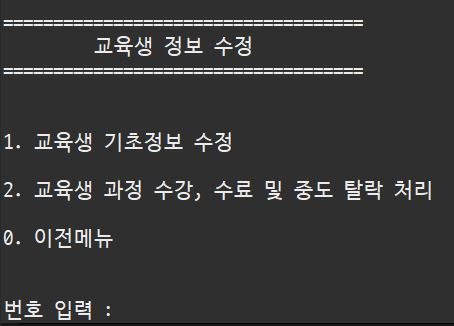 ====================================
교육생 정보 수정
====================================
1. 교육생 기초정보 수정
2. 교육생 과정 수강, 수료 및 중도 탈락 처리
0. 이전메뉴
번호 입력 :